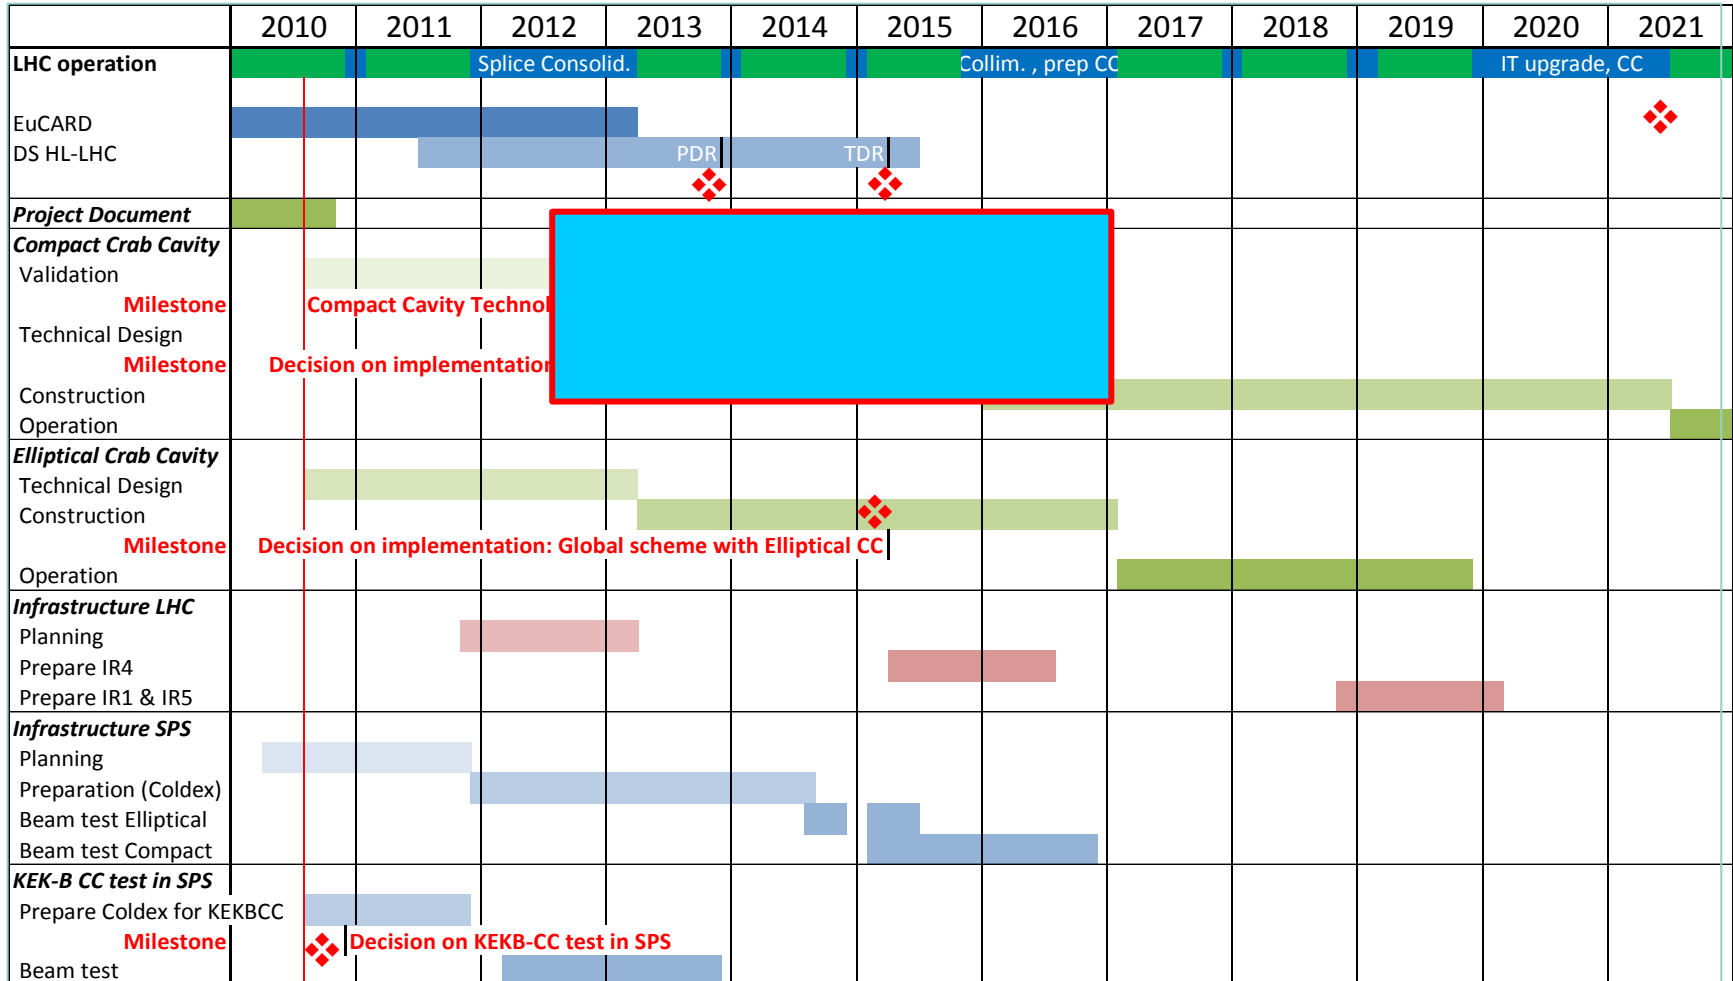 2010 2011 2012 2013 2014 2015 2016 2017 2018 2019 2020 2021
LHC operation Splice Consolid. Collim. , prep CC IT upgrade, CC
EuCARD
DS HL-LHC PDR TDR
Project Document
Compact Crab Cavity
Validation
Milestone Compact Cavity
Technical Design
Milestone Decision on implementation
Construction
Operation
Elliptical Crab Cavity
Technical Design
Construction
Milestone Decision on implementation: Global scheme with Elliptical CC
Operation
Infrastructure LHC
Planning
Prepare IR4
Prepare IR1 & IR5
Infrastructure SPS
Planning
Preparation (Coldex)
Beam test Elliptical
Beam test Compact
KEK-B CC test in SPS
Prepare Coldex for KEKBCC
Milestone Decision on KEKB-CC test in SPS
Beam test